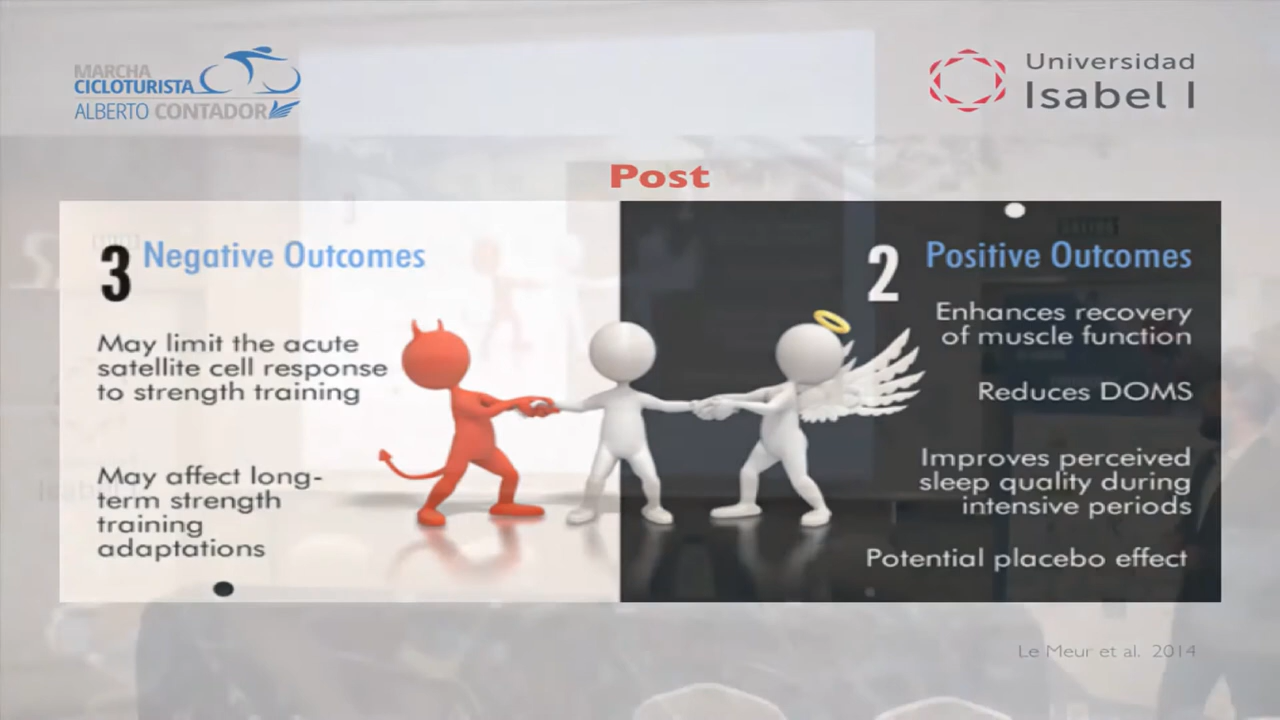 MARCHA
CICLOTURISTA
ALBERTO CONTADOR
Universidad
Isabel I
Post
3 Negative Outcomes
May limit the acute
satellite cell response
to strength training
May affect long-
term strength
training
adaptations
2 Positive Outcomes
Enhances recovery
of muscle function
Reduces DOMS
Improves perceived
sleep quality during
intensive periods
Potential placebo effect
Le Meur et al. 2014